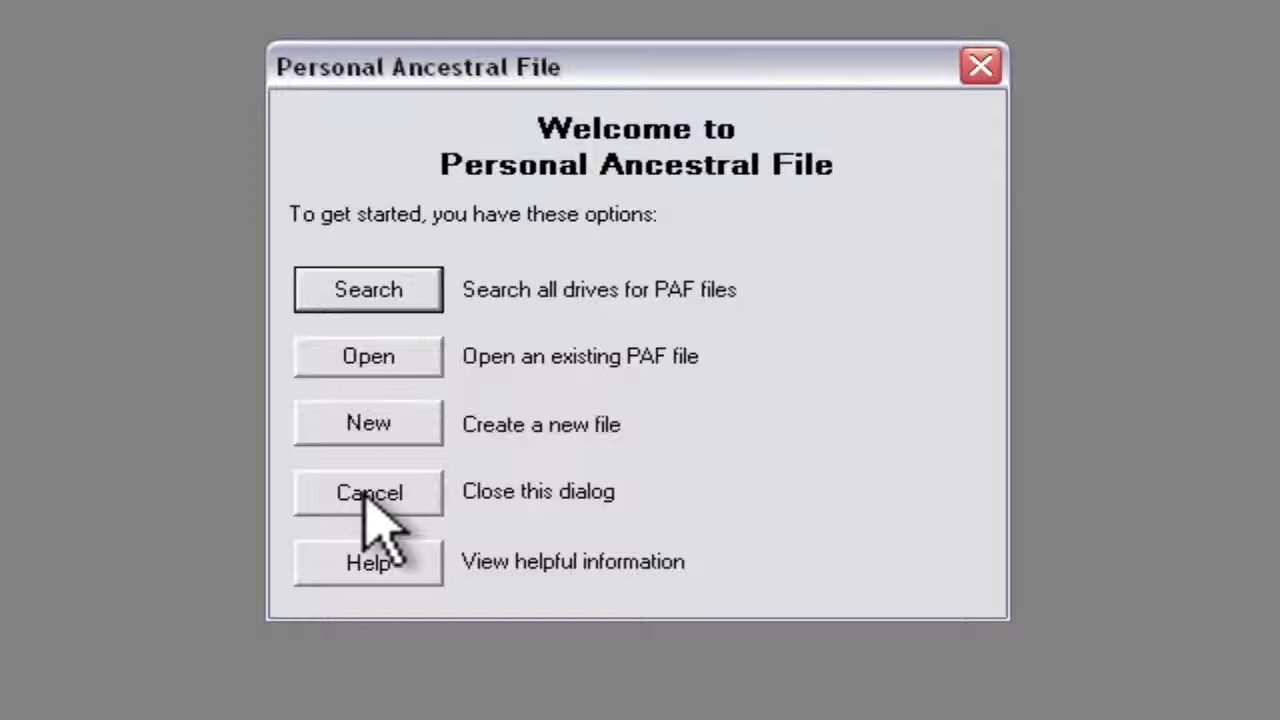 Personal Ancestral File
Welcome to
Personal Ancestral File
To get started, you have these options:
Search Search all drives for PAF files
Open Open an existing PAF file
New Create a new file
Cancel Close this dialog
Help View helpful information